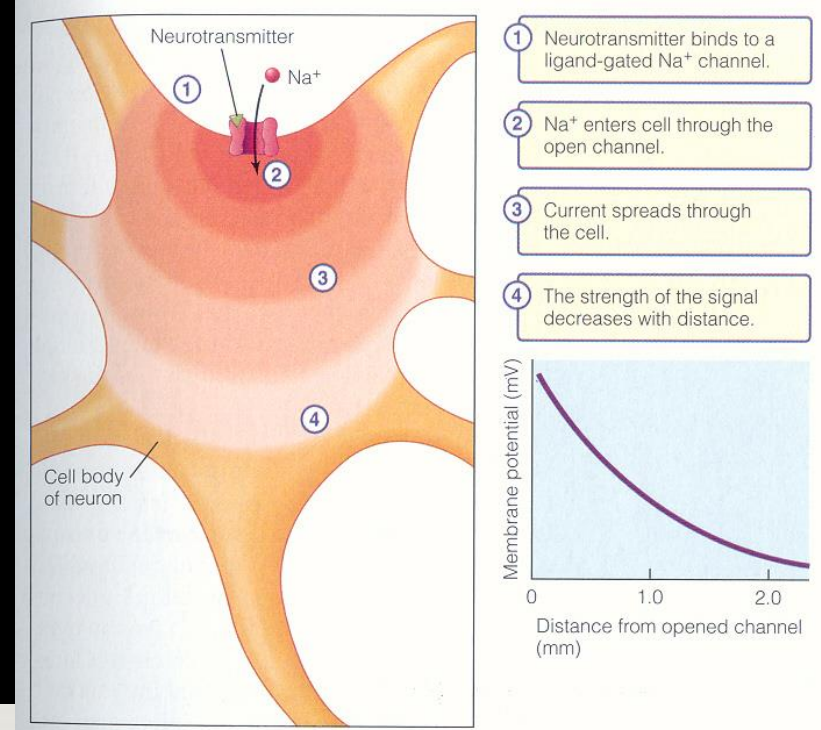 Neurotransmitter
Na+
1
2
3
4
Cell body
of neuron
1 Neurotransmitter binds to a
ligand-gated Na+ channel.
2 Na+ enters cell through the
open channel.
3 Current spreads through
the cell.
4 The strength of the signal
decreases with distance.
Membrane potential (mV)
0 1.0 2.0
Distance from opened channel
(mm)